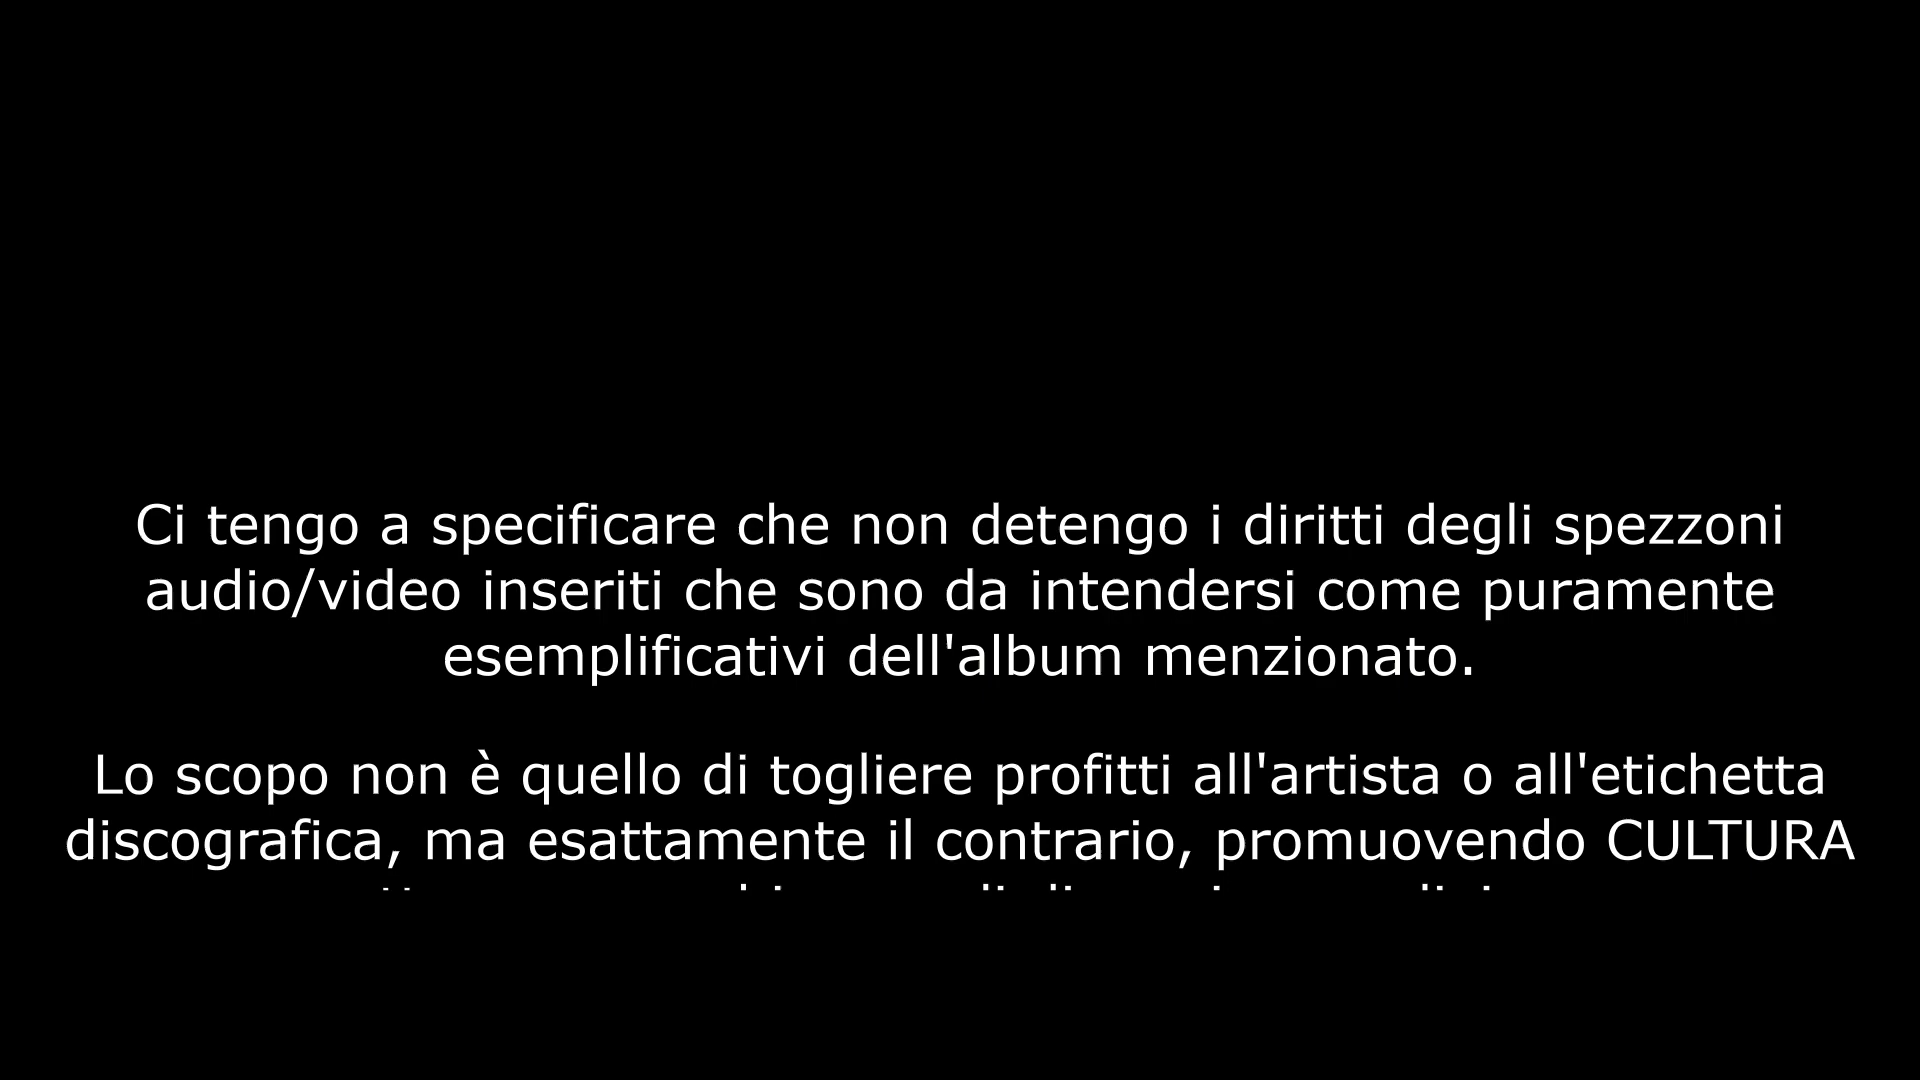 Ci tengo a specificare che non detengo i diritti degli spezzoni
audio/video inseriti che sono da intendersi come puramente
esemplificativi dell'album menzionato.
Lo scopo non è quello di togliere profitti all'artista o all'etichetta
discografica, ma esattamente il contrario, promuovendo CULTURA